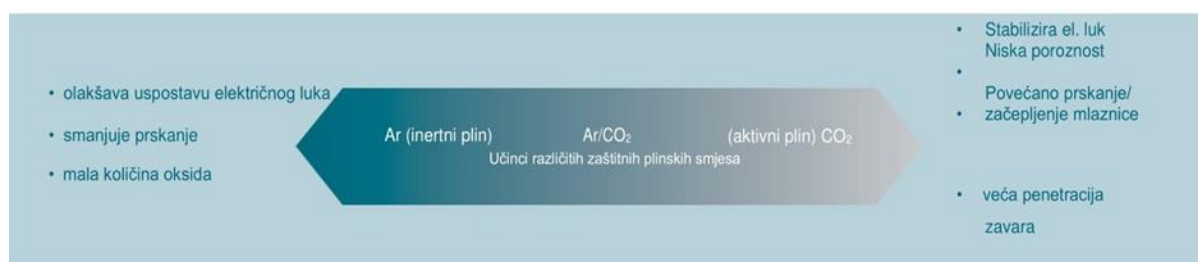 • olakšava uspostavu električnog luka
• smanjuje prskanje
• mala količina oksida
Ar (inertni plin) Ar/CO₂ (aktivni plin) CO₂
Učinci različitih zaštitnih plinskih smjesa
• Stabilizira el. luk
Niska poroznost
•
Povećano prskanje/
• začepljenje mlaznice
• veća penetracija
zavara